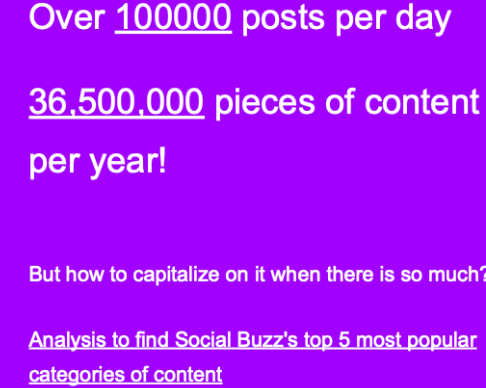 Over 100000 posts per day
36,500,000 pieces of content
per year!
But how to capitalize on it when there is so much?
Analysis to find Social Buzz's top 5 most popular
categories of content